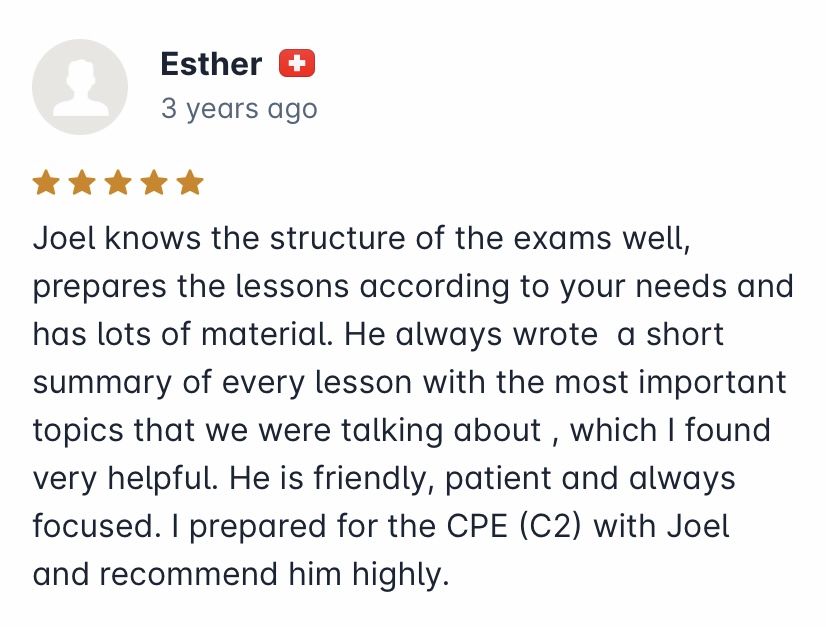 Esther
3 years ago
Joel knows the structure of the exams well,
prepares the lessons according to your needs and
has lots of material. He always wrote  a short
summary of every lesson with the most important
topics that we were talking about , which I found
very helpful. He is friendly, patient and always
focused. I prepared for the CPE (C2) with Joel
and recommend him highly.